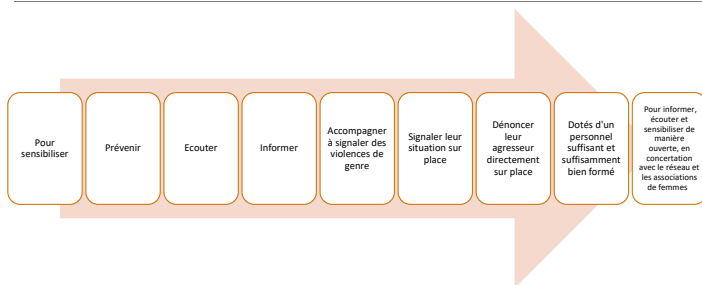 Pour
sensibiliser
Prévenir
Ecouter
Informer
Accompagner
à signaler des
violences de
genre
Signaler leur
situation sur
place
Dénoncer
leur
agresseur
directement
sur place
Dotés d'un
personnel
suffisant et
suffisamment
bien formé
Pour informer,
écouter et
sensibiliser de
manière
ouverte, en
concertation
avec le réseau et
les associations
de femmes